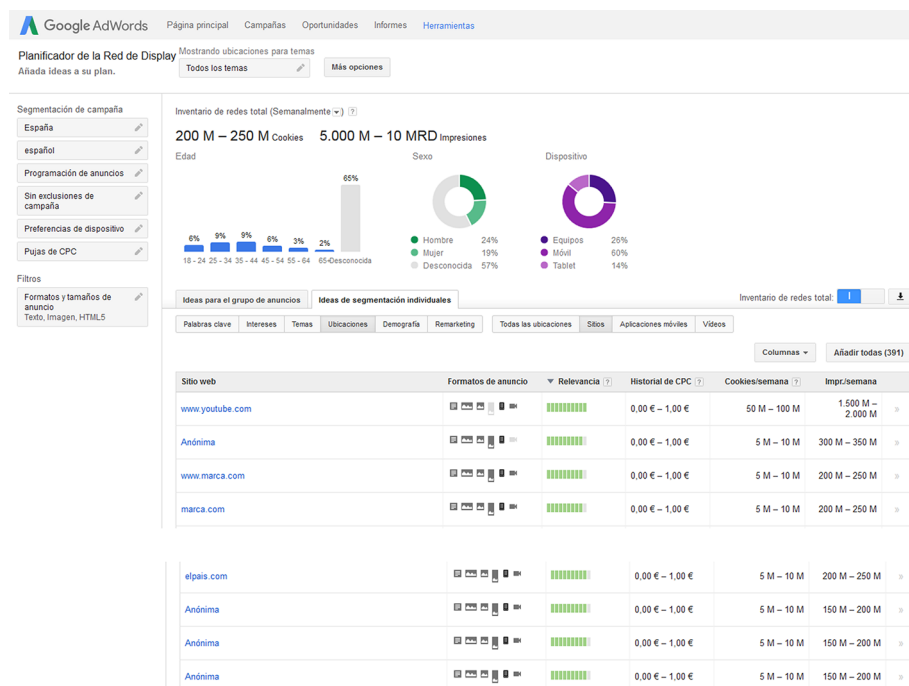 Google AdWords
Página principal Campañas Oportunidades Informes Herramientas
Planificador de la Red de Display
Añada ideas a su plan.
Mostrando ubicaciones para temas
Todos los temas
Más opciones
Segmentación de campaña
España
español
Programación de anuncios
Sin exclusiones de
campaña
Preferencias de dispositivo
Pujas de CPC
Filtros
Formatos y tamaños de
anuncio
Texto, Imagen, HTML5
Inventario de redes total (Semanalmente ) ?
200 M – 250 M Cookies 5.000 M – 10 MRD Impresiones
Edad
65%
6% 9% 9% 6% 3% 2%
18 - 24 25 - 34 35 - 44 45 - 54 55 - 64 65+ Desconocida
Sexo
Hombre 24%
Mujer 19%
Desconocida 57%
Dispositivo
Equipos 26%
Móvil 60%
Tablet 14%
Ideas para el grupo de anuncios Ideas de segmentación individuales
Inventario de redes total:
Palabras clave Intereses Temas Ubicaciones Demografía Remarketing Todas las ubicaciones Sitios Aplicaciones móviles Vídeos
Columnas Añadir todas (391)
Sitio web Formatos de anuncio Relevancia ? Historial de CPC ? Cookies/semana ? Impr./semana
www.youtube.com 0,00 € – 1,00 € 50 M – 100 M 1.500 M –
2.000 M »
Anónima 0,00 € – 1,00 € 5 M – 10 M 300 M – 350 M »
www.marca.com 0,00 € – 1,00 € 5 M – 10 M 200 M – 250 M »
marca.com 0,00 € – 1,00 € 5 M – 10 M 200 M – 250 M »
elpais.com 0,00 € – 1,00 € 5 M – 10 M 200 M – 250 M »
Anónima 0,00 € – 1,00 € 5 M – 10 M 150 M – 200 M »
Anónima 0,00 € – 1,00 € 5 M – 10 M 150 M – 200 M »
Anónima 0,00 € – 1,00 € 5 M – 10 M 150 M – 200 M »